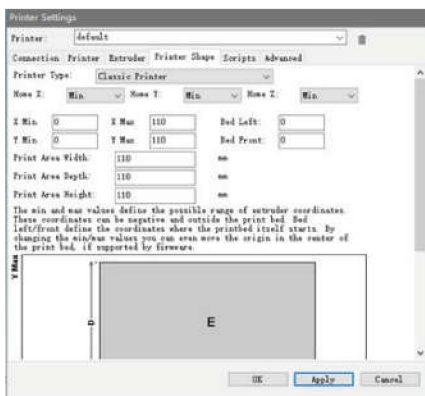 Printer Settings
Printer: default
Connection Printer Extruder Printer Shape Scripts Advanced
Printer Type: Classic Printer
Home X: Min Home Y: Min Home Z: Min
X Min 0 X Max 110 Bed Left: 0
Y Min 0 Y Max 110 Bed Front: 0
Print Area Width: 110 mm
Print Area Depth: 110 mm
Print Area Height: 110 mm
The min and max values define the possible range of extruder coordinates.
These coordinates can be negative and outside the print bed. Bed
left/front define the coordinates where the printbed itself starts. By
changing the min/max values you can even move the origin in the center of
the print bed, if supported by firmware.
Y Max
D
E
OK Apply Cancel